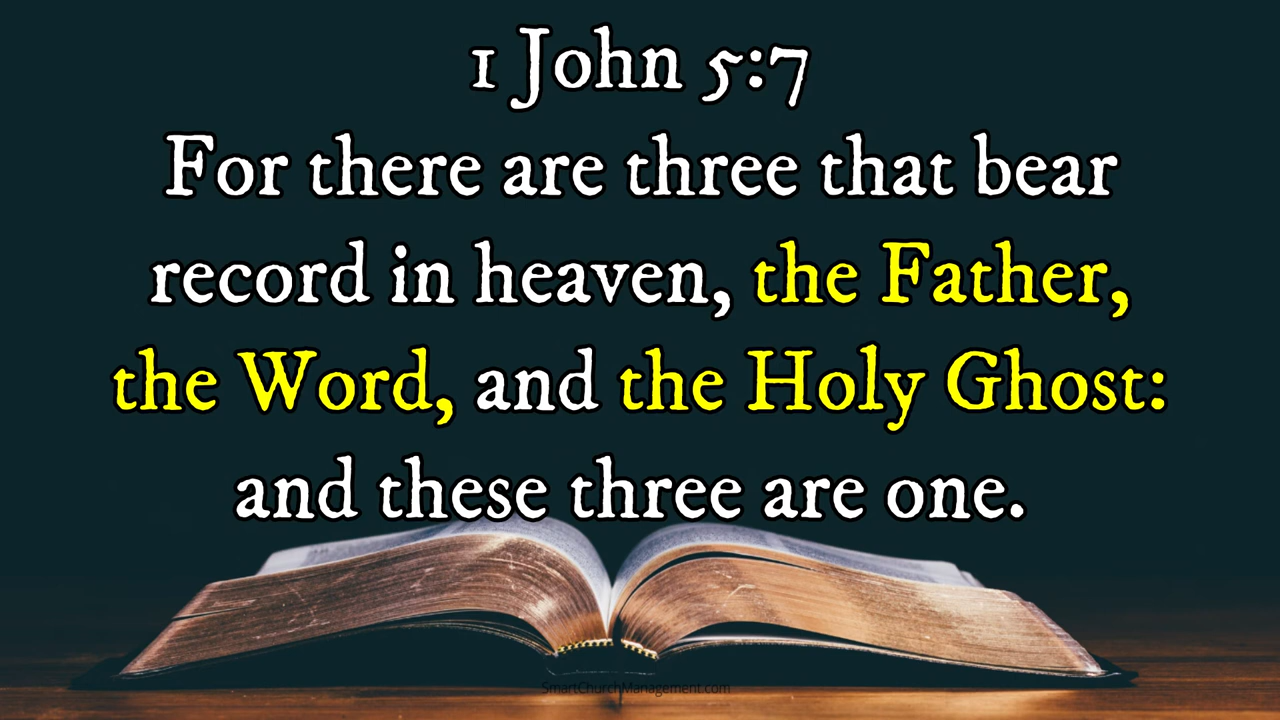 1 John 5:7
For there are three that bear
record in heaven, the Father,
the Word, and the Holy Ghost:
and these three are one.
SmartChurchManagement.com